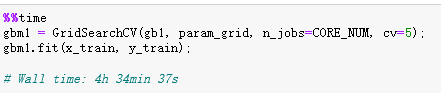 %%time
gbm1 = GridSearchCV(gb1, param_grid, n_jobs=CORE_NUM, cv=5);
gbm1.fit(x_train, y_train);
# Wall time: 4h 34min 37s